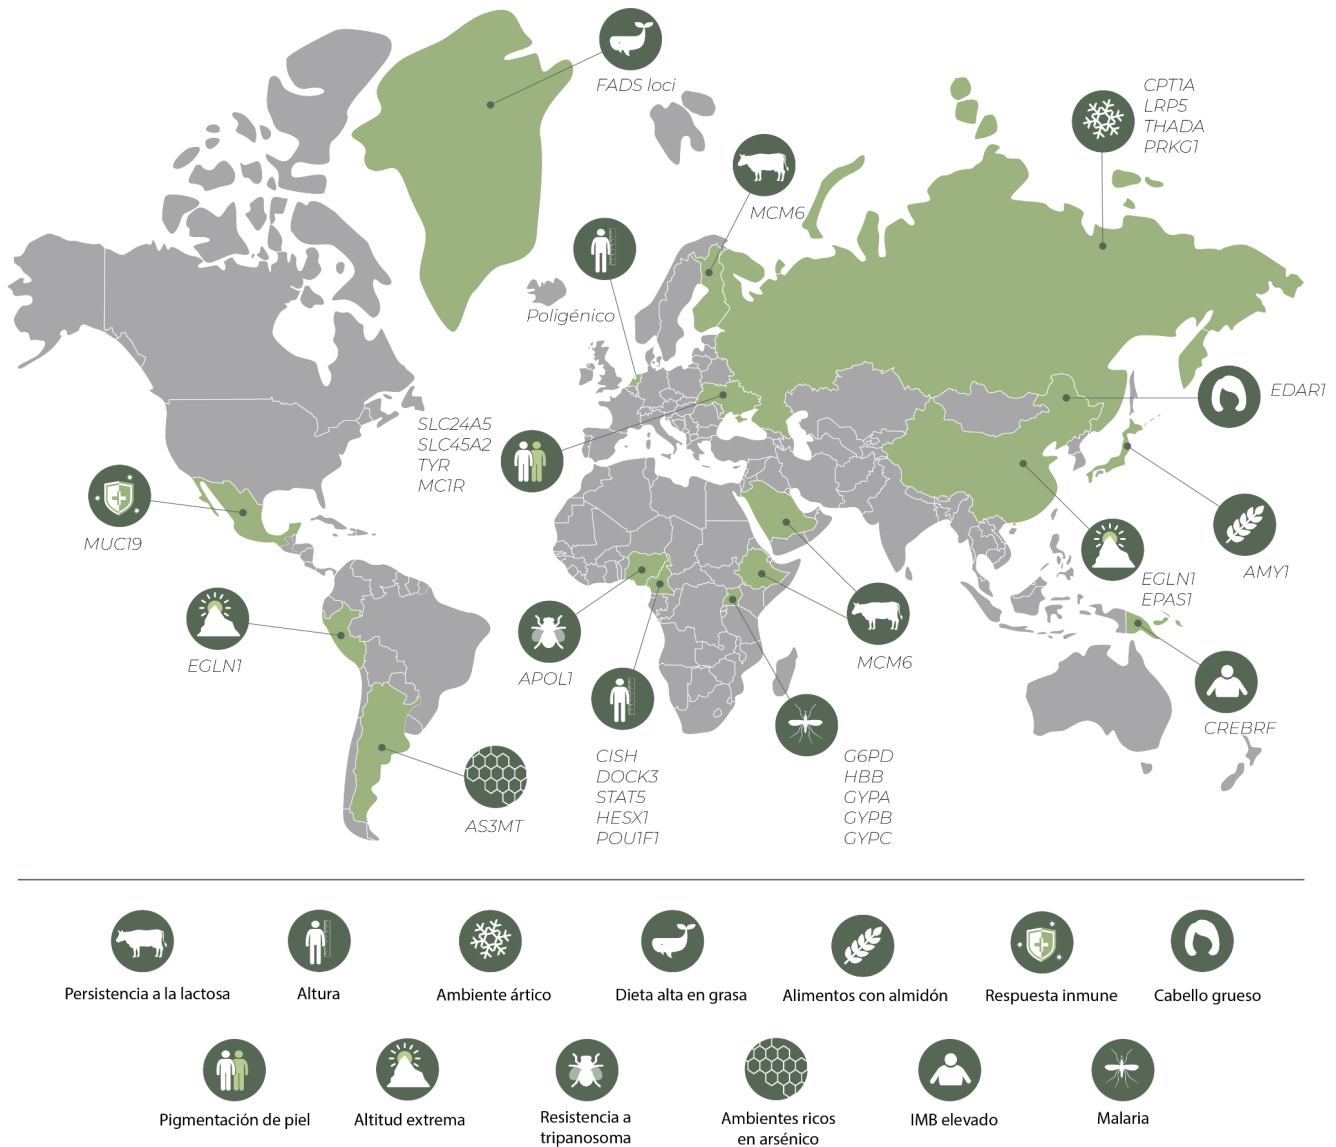 FADS loci
CPT1A
LRP5
THADA
PRKG1
MCM6
Poligénico
EDAR1
SLC24A5
SLC45A2
TYR
MC1R
MUC19
AMY1
EGLN1
EPAS1
EGLN1
APOL1
MCM6
CREBRF
AS3MT
CISH
DOCK3
STAT5
HESX1
POU1F1
G6PD
HBB
GYPA
GYPB
GYPC
Persistencia a la lactosa
Altura
Ambiente ártico
Dieta alta en grasa
Alimentos con almidón
Respuesta inmune
Cabello grueso
Pigmentación de piel
Altitud extrema
Resistencia a
tripanosoma
Ambientes ricos
en arsénico
IMB elevado
Malaria